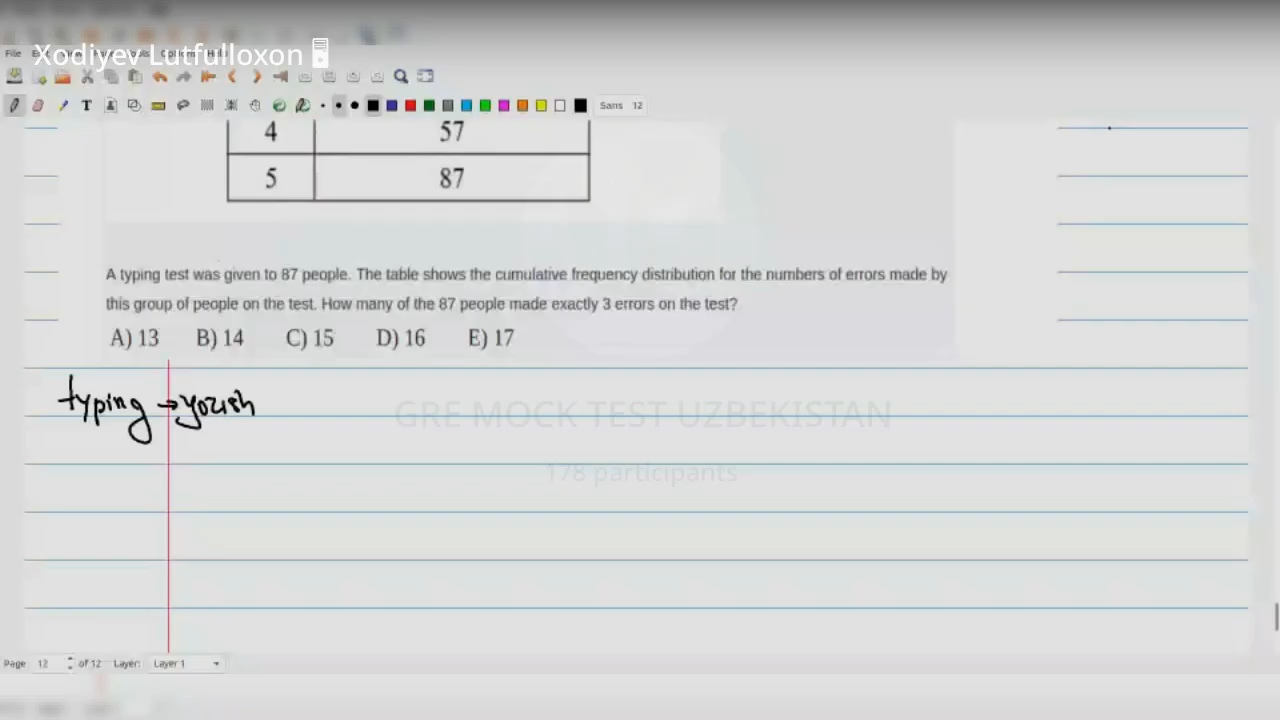 Xodiyev Lutfulloxon
File
Sans 12
4 57
5 87
A typing test was given to 87 people. The table shows the cumulative frequency distribution for the numbers of errors made by
this group of people on the test. How many of the 87 people made exactly 3 errors on the test?
A) 13 B) 14 C) 15 D) 16 E) 17
typing → yozish
GRE MOCK TEST UZBEKISTAN
178 participants
Page 12 of 12 Layer: Layer 1